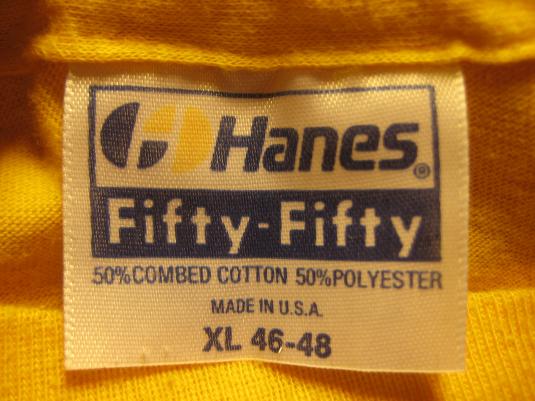 Hanes®
Fifty-Fifty
50% COMBED COTTON 50% POLYESTER
MADE IN U.S.A.
XL 46-48